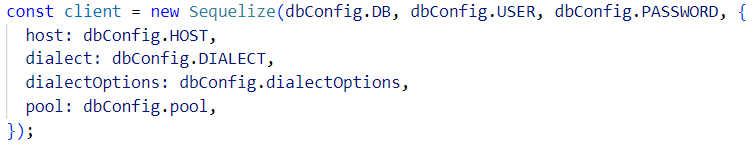 const client = new Sequelize(dbConfig.DB, dbConfig.USER, dbConfig.PASSWORD, {
  host: dbConfig.HOST,
  dialect: dbConfig.DIALECT,
  dialectOptions: dbConfig.dialectOptions,
  pool: dbConfig.pool,
});